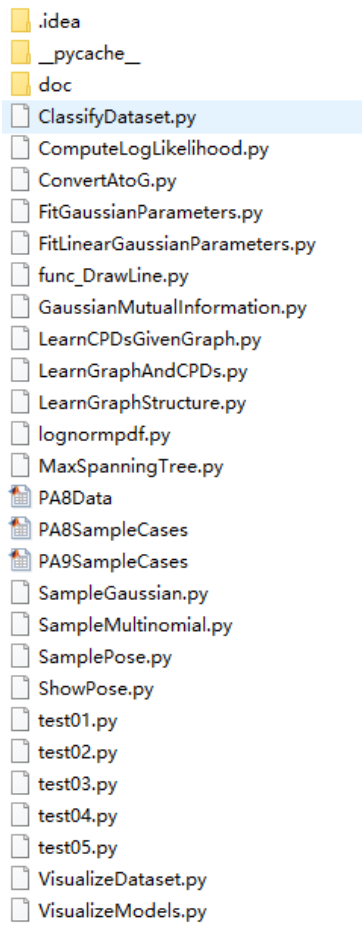 .idea
__pycache__
doc
ClassifyDataset.py
ComputeLogLikelihood.py
ConvertAtoG.py
FitGaussianParameters.py
FitLinearGaussianParameters.py
func_DrawLine.py
GaussianMutualInformation.py
LearnCPDsGivenGraph.py
LearnGraphAndCPDs.py
LearnGraphStructure.py
lognormpdf.py
MaxSpanningTree.py
PA8Data
PA8SampleCases
PA9SampleCases
SampleGaussian.py
SampleMultinomial.py
SamplePose.py
ShowPose.py
test01.py
test02.py
test03.py
test04.py
test05.py
VisualizeDataset.py
VisualizeModels.py